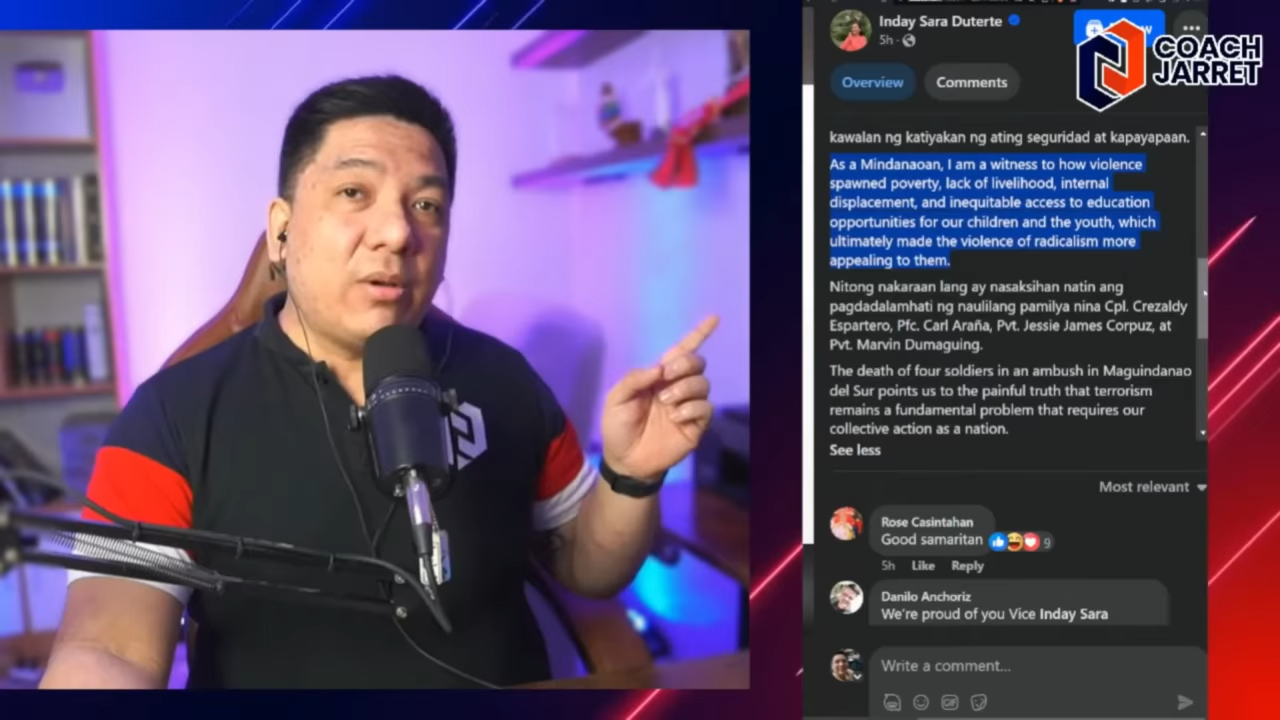 Inday Sara Duterte
5h
COACH
JARRET
Overview
Comments
kawalan ng katiyakan ng ating seguridad at kapayapaan.
As a Mindanaoan, I am a witness to how violence
spawned poverty, lack of livelihood, internal
displacement, and inequitable access to education
opportunities for our children and the youth, which
ultimately made the violence of radicalism more
appealing to them.
Nitong nakaraan lang ay nasaksihan natin ang
pagdadalamhati ng naulilang pamilya nina Cpl. Crezaldy
Espartero, Pfc. Carl Araña, Pvt. Jessie James Corpuz, at
Pvt. Marvin Dumaguing.
The death of four soldiers in an ambush in Maguindanao
del Sur points us to the painful truth that terrorism
remains a fundamental problem that requires our
collective action as a nation.
See less
Most relevant
Rose Casintahan
Good samaritan
9
5h Like Reply
Danilo Anchoriz
We're proud of you Vice Inday Sara
Write a comment...
GIF